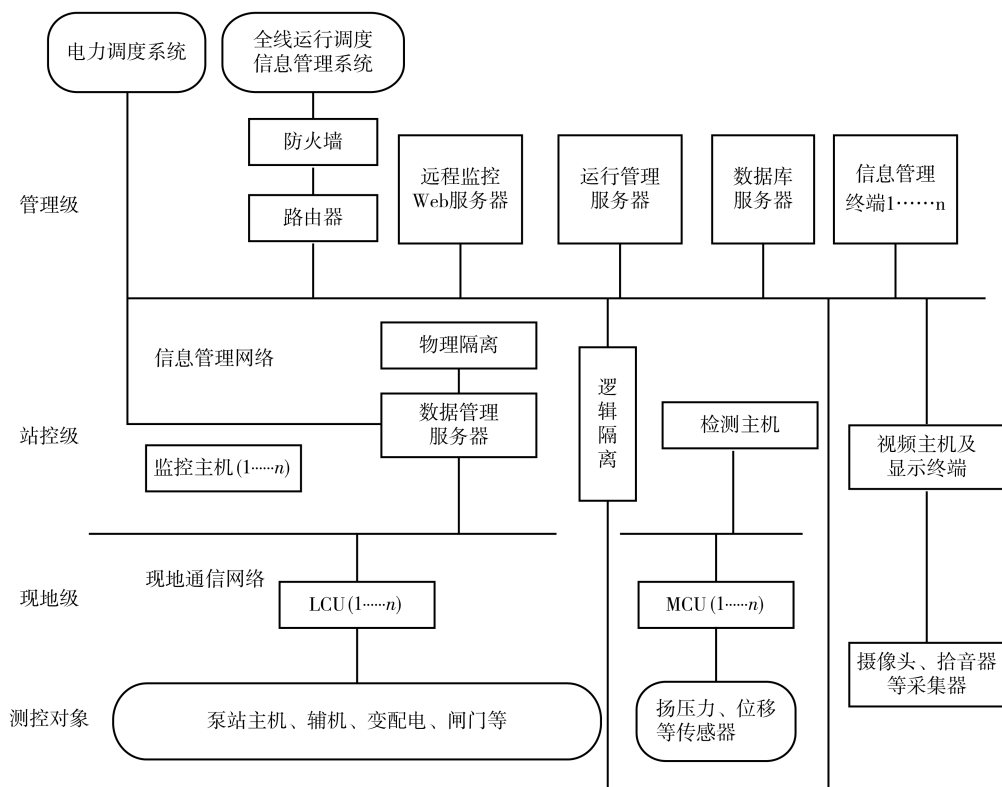 电力调度系统
全线运行调度
信息管理系统
防火墙
路由器
远程监控
Web服务器
运行管理
服务器
数据库
服务器
信息管理
终端1……n
管理级
信息管理网络
物理隔离
数据管理
服务器
逻辑隔离
检测主机
视频主机及
显示终端
站控级
监控主机(1……n)
现地通信网络
现地级
LCU(1……n)
MCU(1……n)
摄像头、拾音器
等采集器
测控对象
泵站主机、辅机、变配电、闸门等
扬压力、位移
等传感器